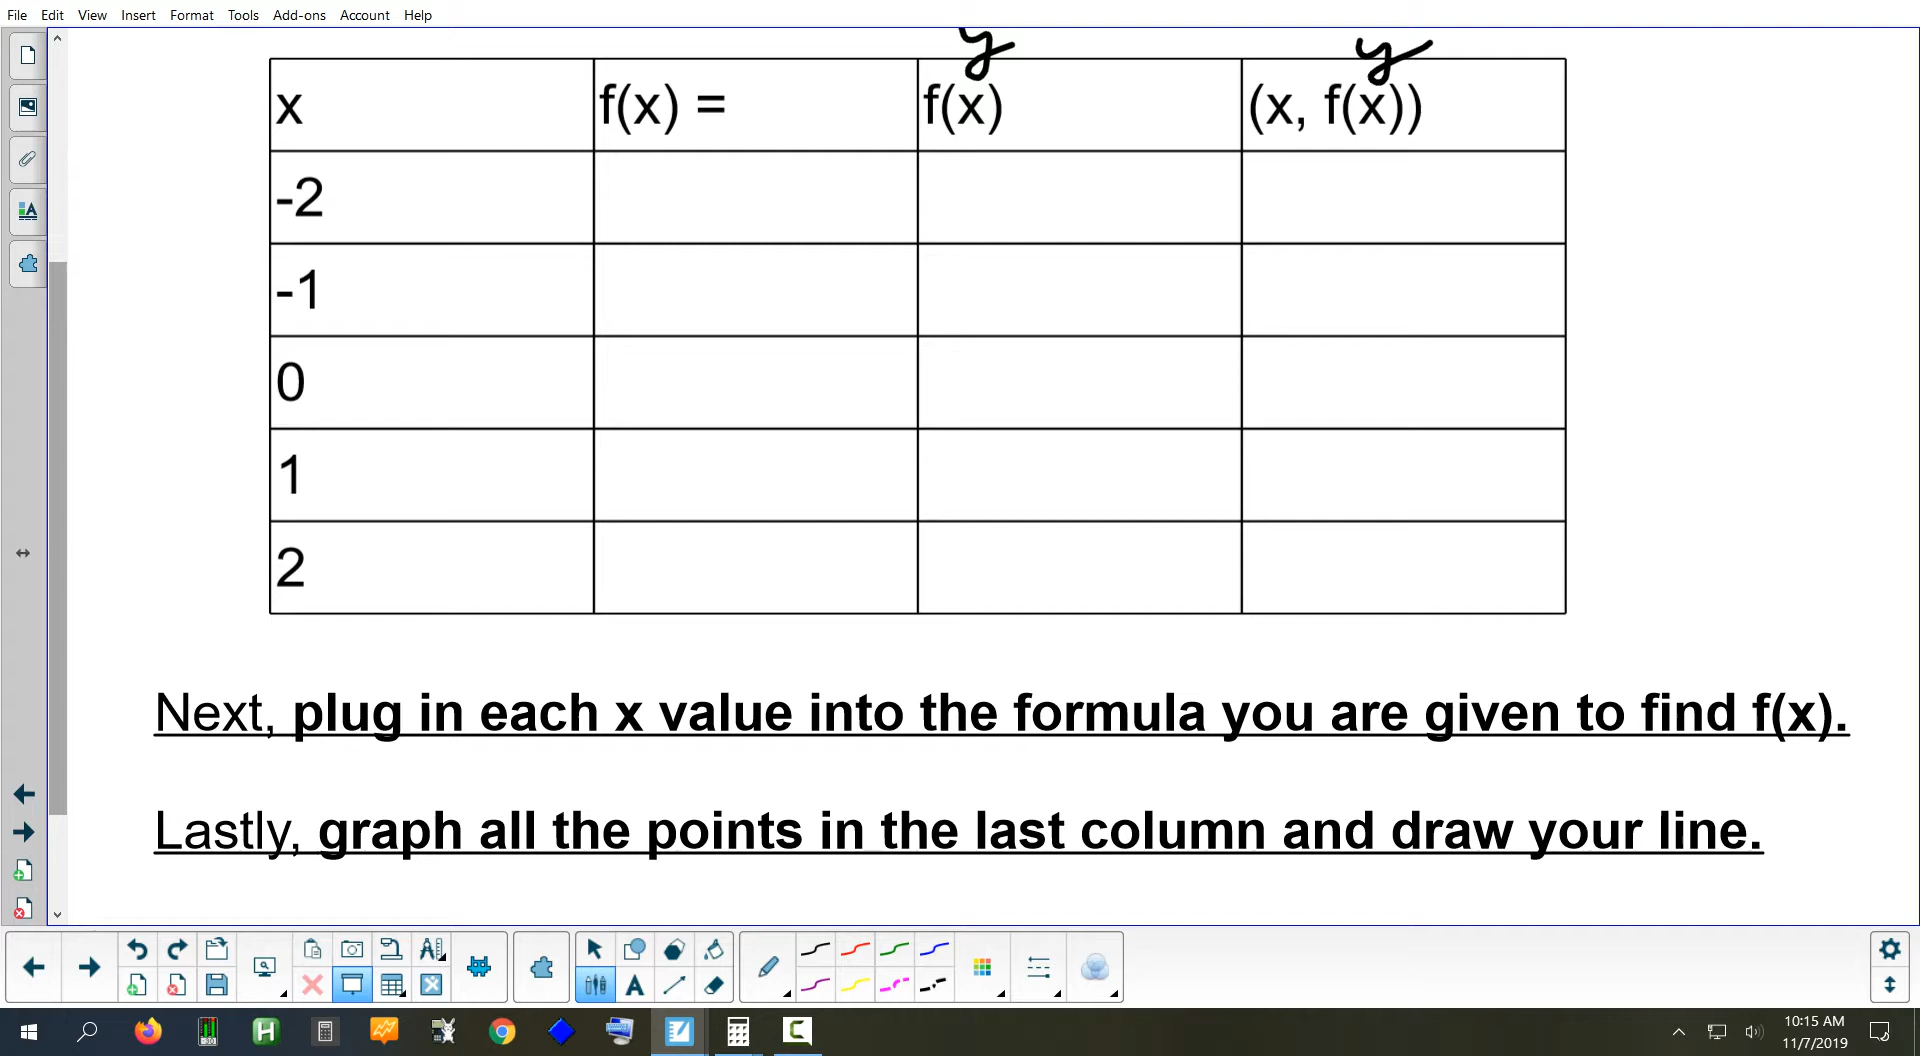 File Edit View Insert Format Tools Add-ons Account Help
y y
x f(x) = f(x) (x, f(x))
-2
-1
0
1
2
Next, plug in each x value into the formula you are given to find f(x).
Lastly, graph all the points in the last column and draw your line.
10:15 AM
11/7/2019